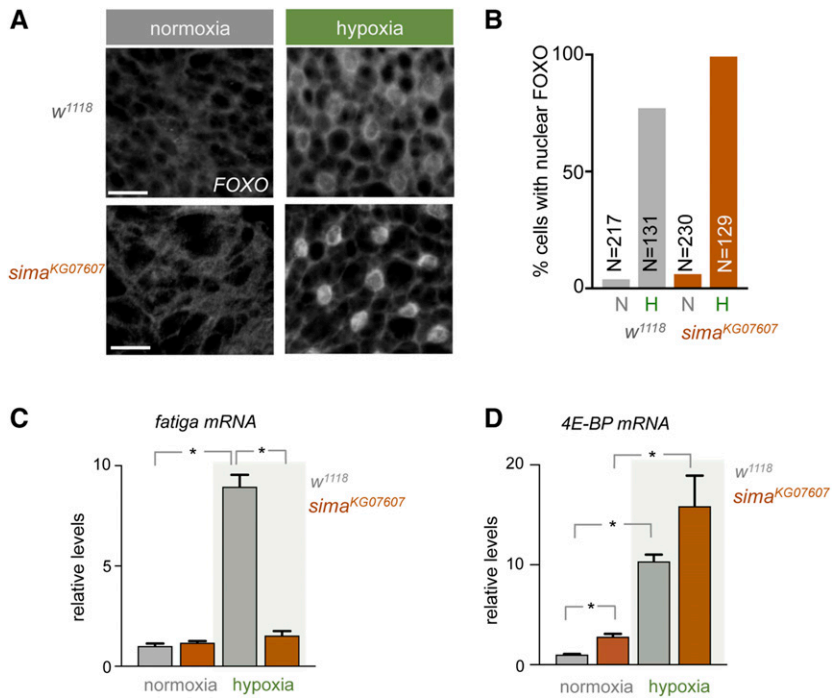 A
normoxia
hypoxia
w1118
FOXO
simaKG07607
B
% cells with nuclear FOXO
100
50
0
N=217
N=131
N=230
N=129
N
H
N
H
w1118
simaKG07607
C
fatiga mRNA
relative levels
10
5
0
*
*
w1118
simaKG07607
normoxia
hypoxia
D
4E-BP mRNA
relative levels
20
10
0
*
*
*
w1118
simaKG07607
normoxia
hypoxia